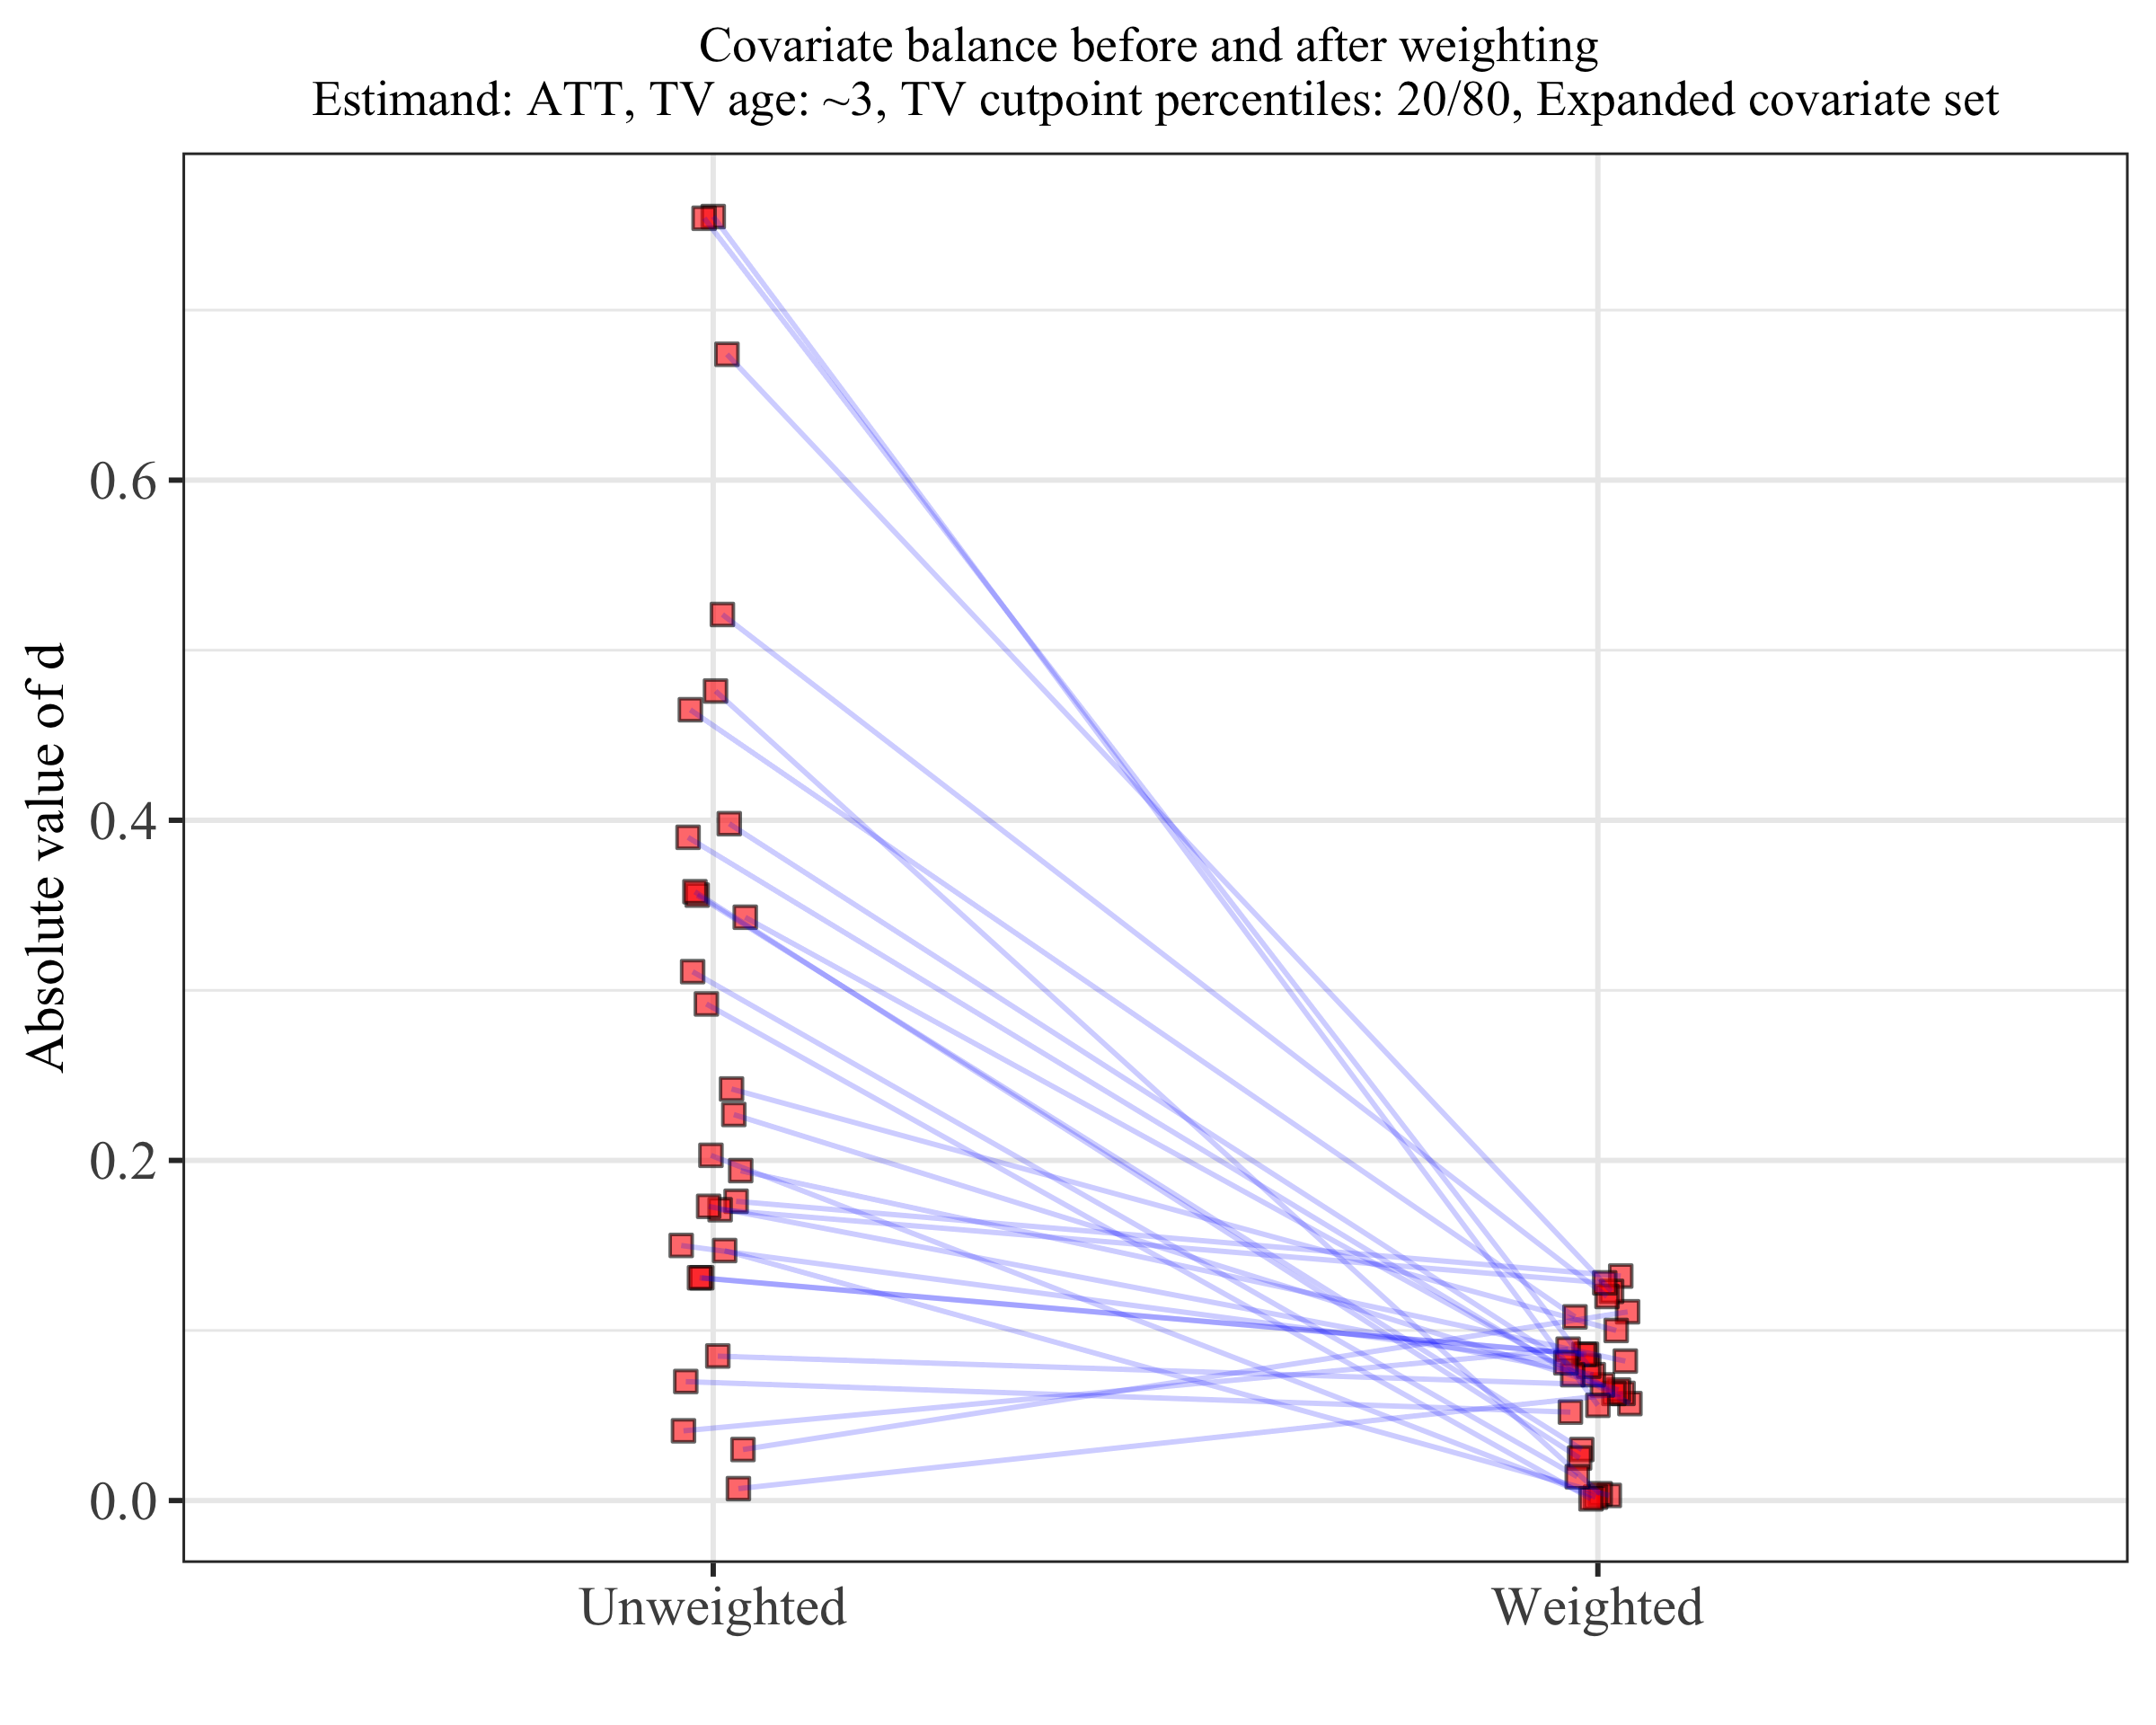 Covariate balance before and after weighting
Estimand: ATT, TV age: ~3, TV cutpoint percentiles: 20/80, Expanded covariate set
Absolute value of d
0.6
0.4
0.2
0.0
Unweighted
Weighted